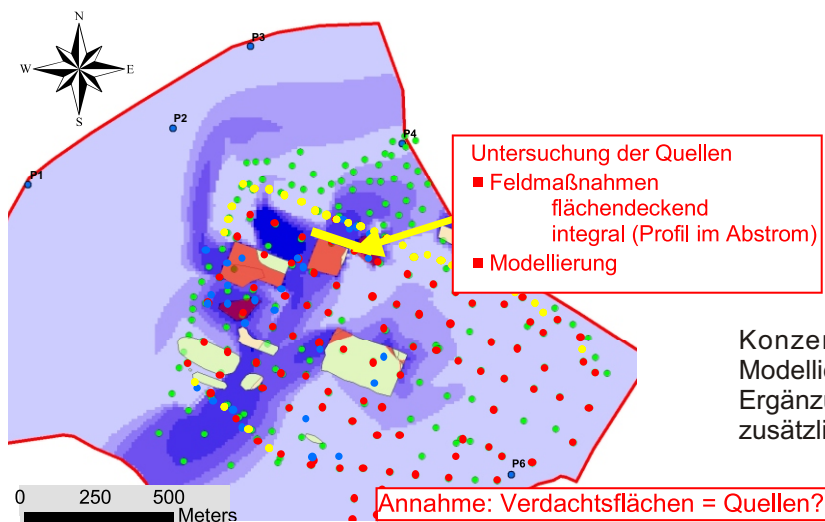 N
W E
S
P1
P2
P3
P4
Untersuchung der Quellen
Feldmaßnahmen
flächendeckend
integral (Profil im Abstrom)
Modellierung
P6
0 250 500
Meters
Annahme: Verdachtsflächen = Quellen?